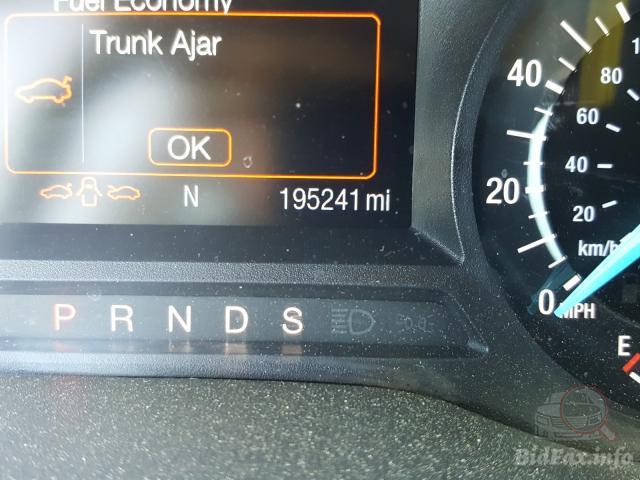 Fuel Economy
Trunk Ajar
OK
N 195241 mi
P R N D S
40
20
0 MPH
80
60
40
20
km/h
E
BidFax.info